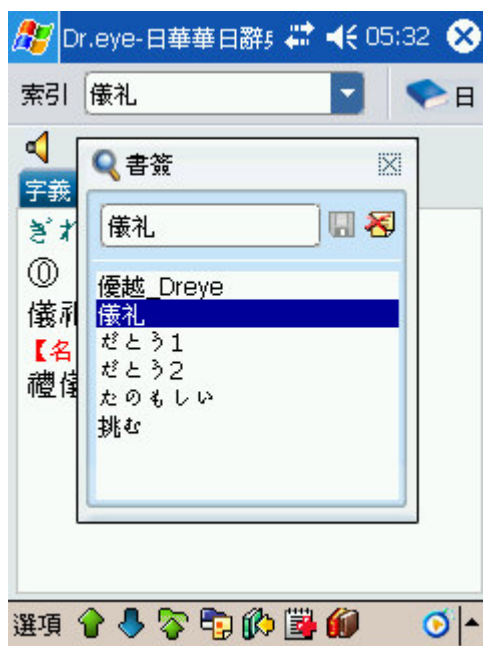 Dr.eye-日華華日辭
05:32
索引
儀礼
日
書簽
字義
儀礼
ぎ
⓪
優越_Dreye
儀礼
儀
儀礼
だとう1
【名
だとう2
禮
たのもしい
挑む
選項